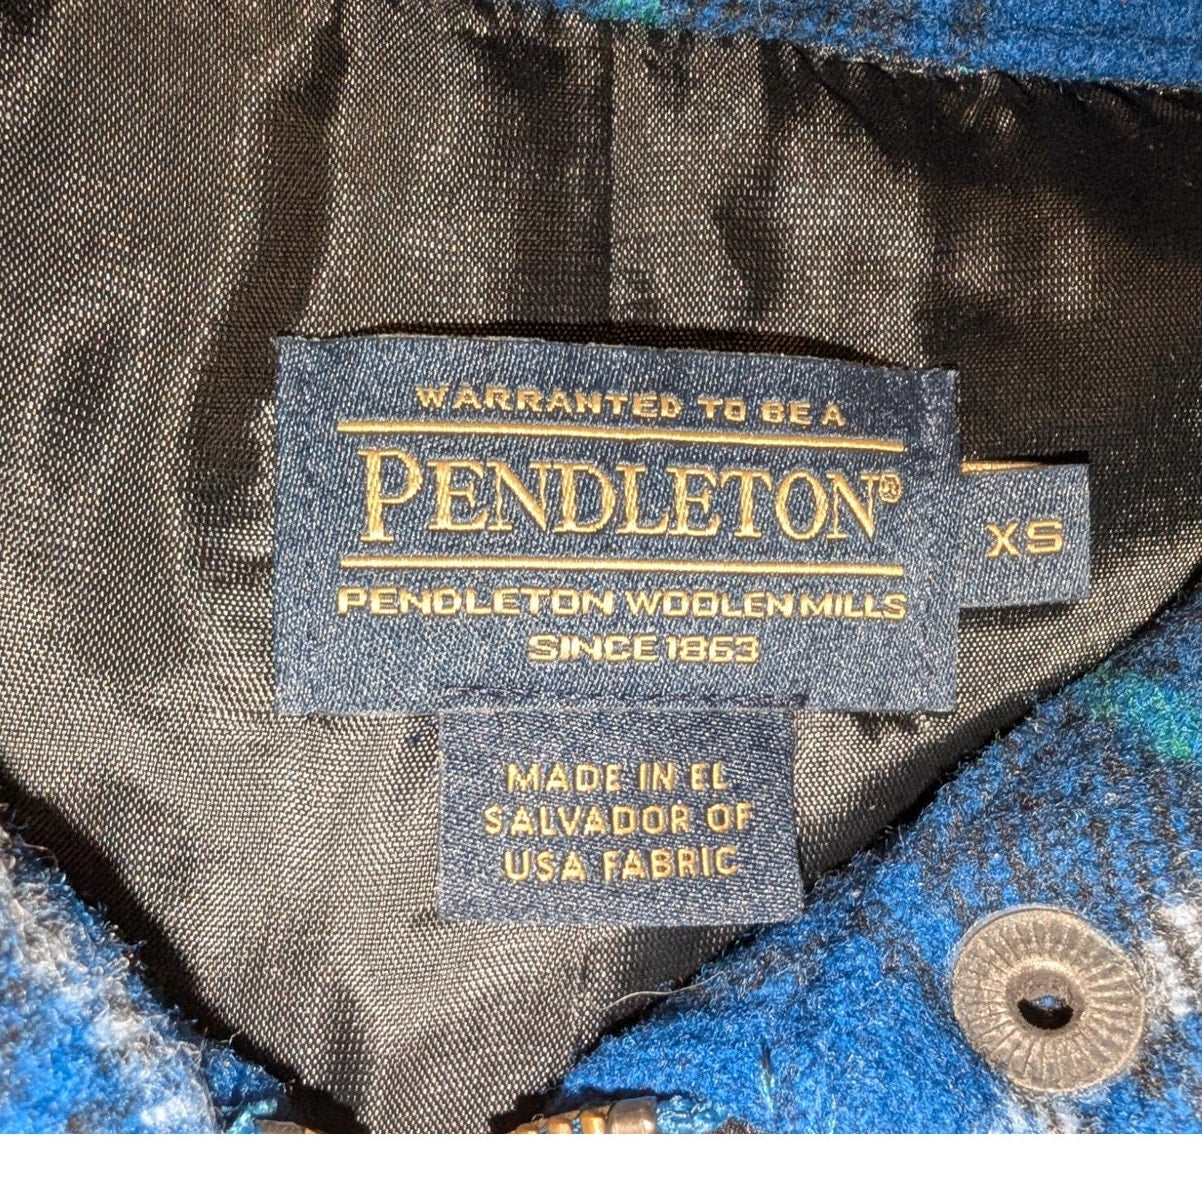 WARRANTED TO BE A
PENDLETON®
XS
PENDLETON WOOLEN MILLS
SINCE 1863
MADE IN EL
SALVADOR OF
USA FABRIC